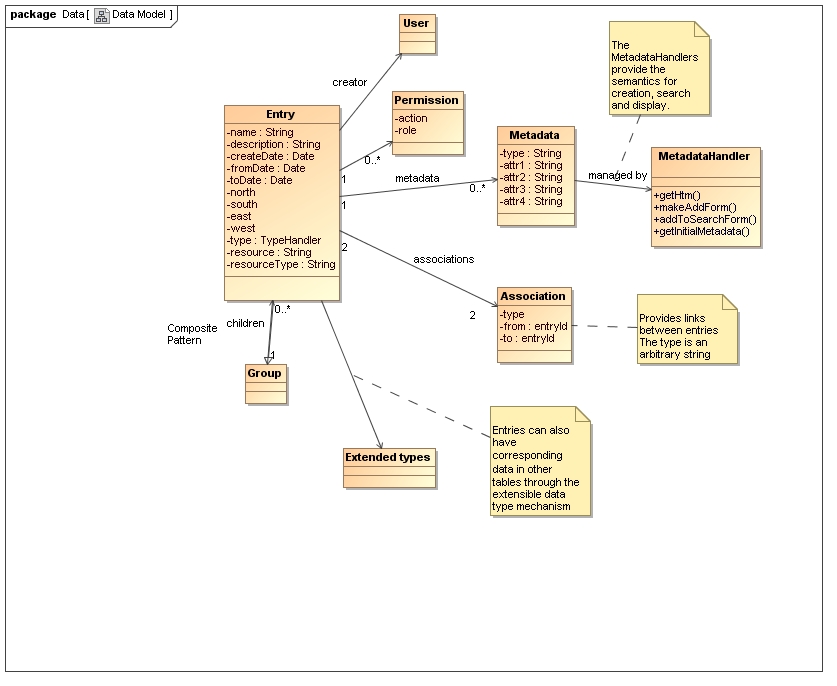 package Data [ Data Model ]
User
creator
The
MetadataHandlers
provide the
semantics for
creation, search
and display.
Permission
-action
-role
0..*
1
Entry
-name : String
-description : String
-createDate : Date
-fromDate : Date
-toDate : Date
-north
-south
-east
-west
-type : TypeHandler
-resource : String
-resourceType : String
metadata
1
0..*
Metadata
-type : String
-attr1 : String
-attr2 : String
-attr3 : String
-attr4 : String
managed by
MetadataHandler
+getHtm()
+makeAddForm()
+addToSearchForm()
+getInitialMetadata()
2
associations
2
Association
-type
-from : entryId
-to : entryId
Provides links
between entries
The type is an
arbitrary string
0..*
children
Composite
Pattern
1
Group
Extended types
Entries can also
have
corresponding
data in other
tables through the
extensible data
type mechanism